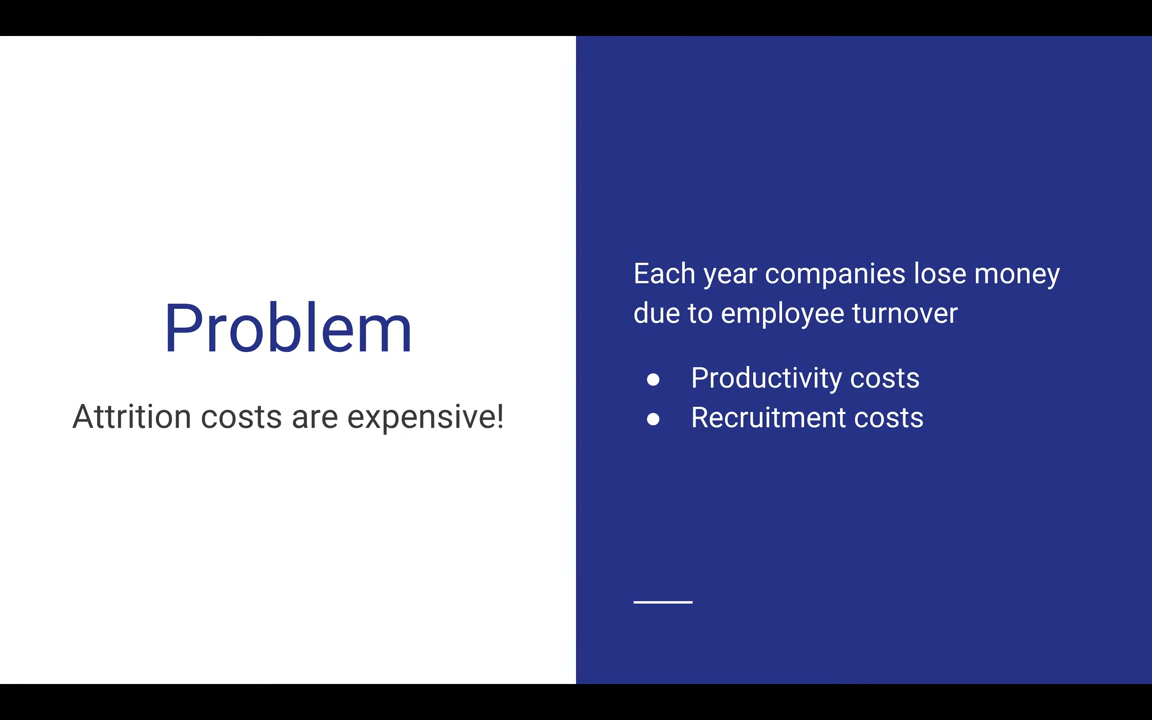 Problem
Attrition costs are expensive!
Each year companies lose money
due to employee turnover
● Productivity costs
● Recruitment costs